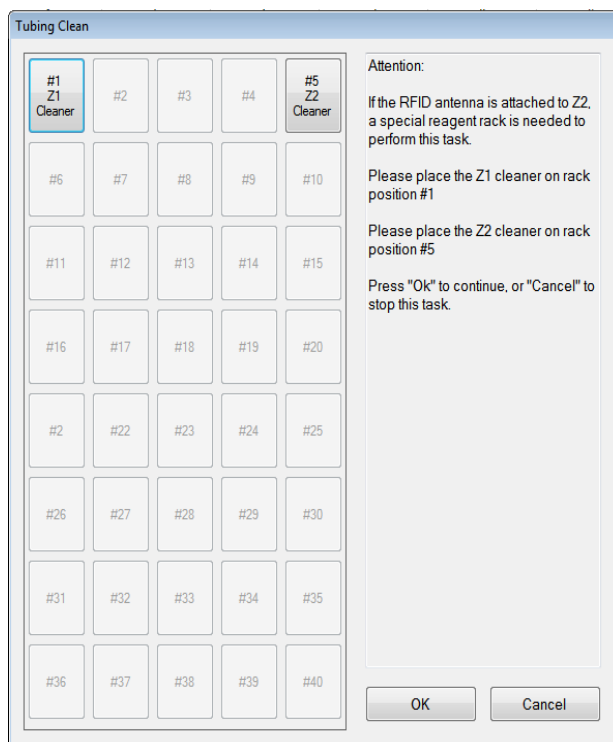 Tubing Clean
#1
Z1
Cleaner
#2
#3
#4
#5
Z2
Cleaner
#6
#7
#8
#9
#10
#11
#12
#13
#14
#15
#16
#17
#18
#19
#20
#2
#22
#23
#24
#25
#26
#27
#28
#29
#30
#31
#32
#33
#34
#35
#36
#37
#38
#39
#40
Attention:
If the RFID antenna is attached to Z2,
a special reagent rack is needed to
perform this task.
Please place the Z1 cleaner on rack
position #1
Please place the Z2 cleaner on rack
position #5
Press "Ok" to continue, or "Cancel" to
stop this task.
OK
Cancel